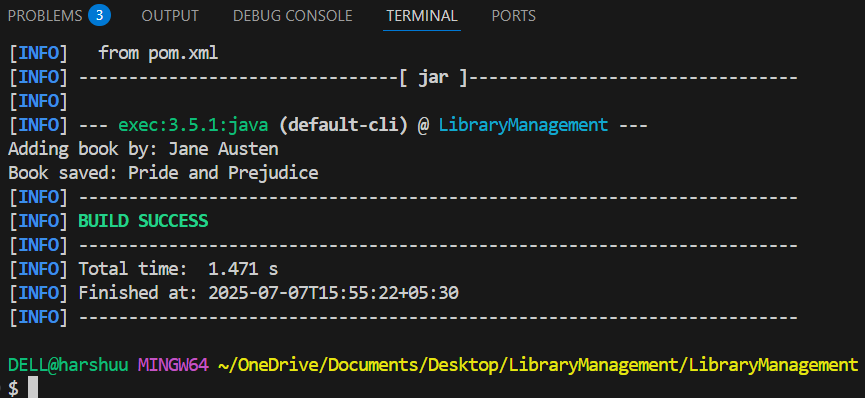 PROBLEMS 3 OUTPUT DEBUG CONSOLE TERMINAL PORTS
[INFO]   from pom.xml
[INFO] --------------------------------[ jar ]---------------------------------
[INFO]
[INFO] --- exec:3.5.1:java (default-cli) @ LibraryManagement ---
Adding book by: Jane Austen
Book saved: Pride and Prejudice
[INFO] ------------------------------------------------------------------------
[INFO] BUILD SUCCESS
[INFO] ------------------------------------------------------------------------
[INFO] Total time:  1.471 s
[INFO] Finished at: 2025-07-07T15:55:22+05:30
[INFO] ------------------------------------------------------------------------
DELL@harshuu MINGW64 ~/OneDrive/Documents/Desktop/LibraryManagement/LibraryManagement
$